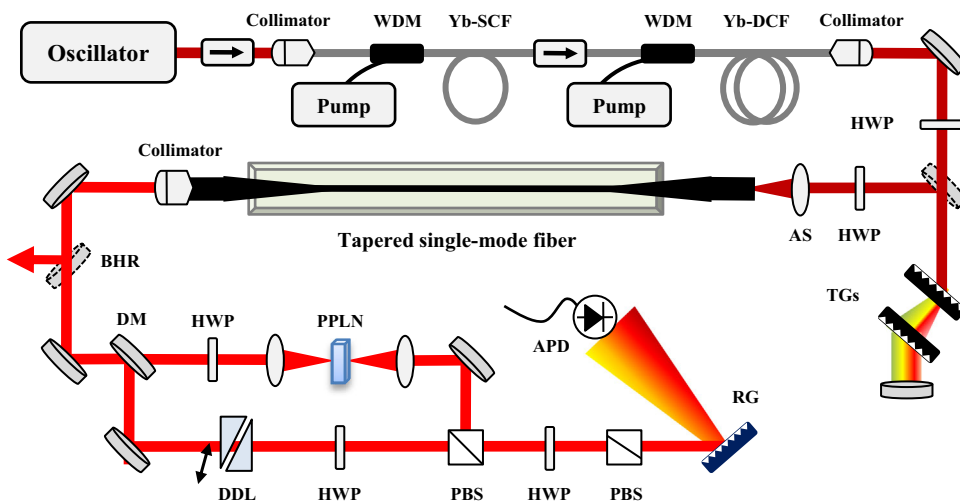 Collimator
WDM
Yb-SCF
WDM
Yb-DCF
Collimator
Oscillator
Pump
Pump
HWP
Collimator
Tapered single-mode fiber
AS
HWP
BHR
TGs
DM
HWP
PPLN
APD
RG
DDL
HWP
PBS
HWP
PBS